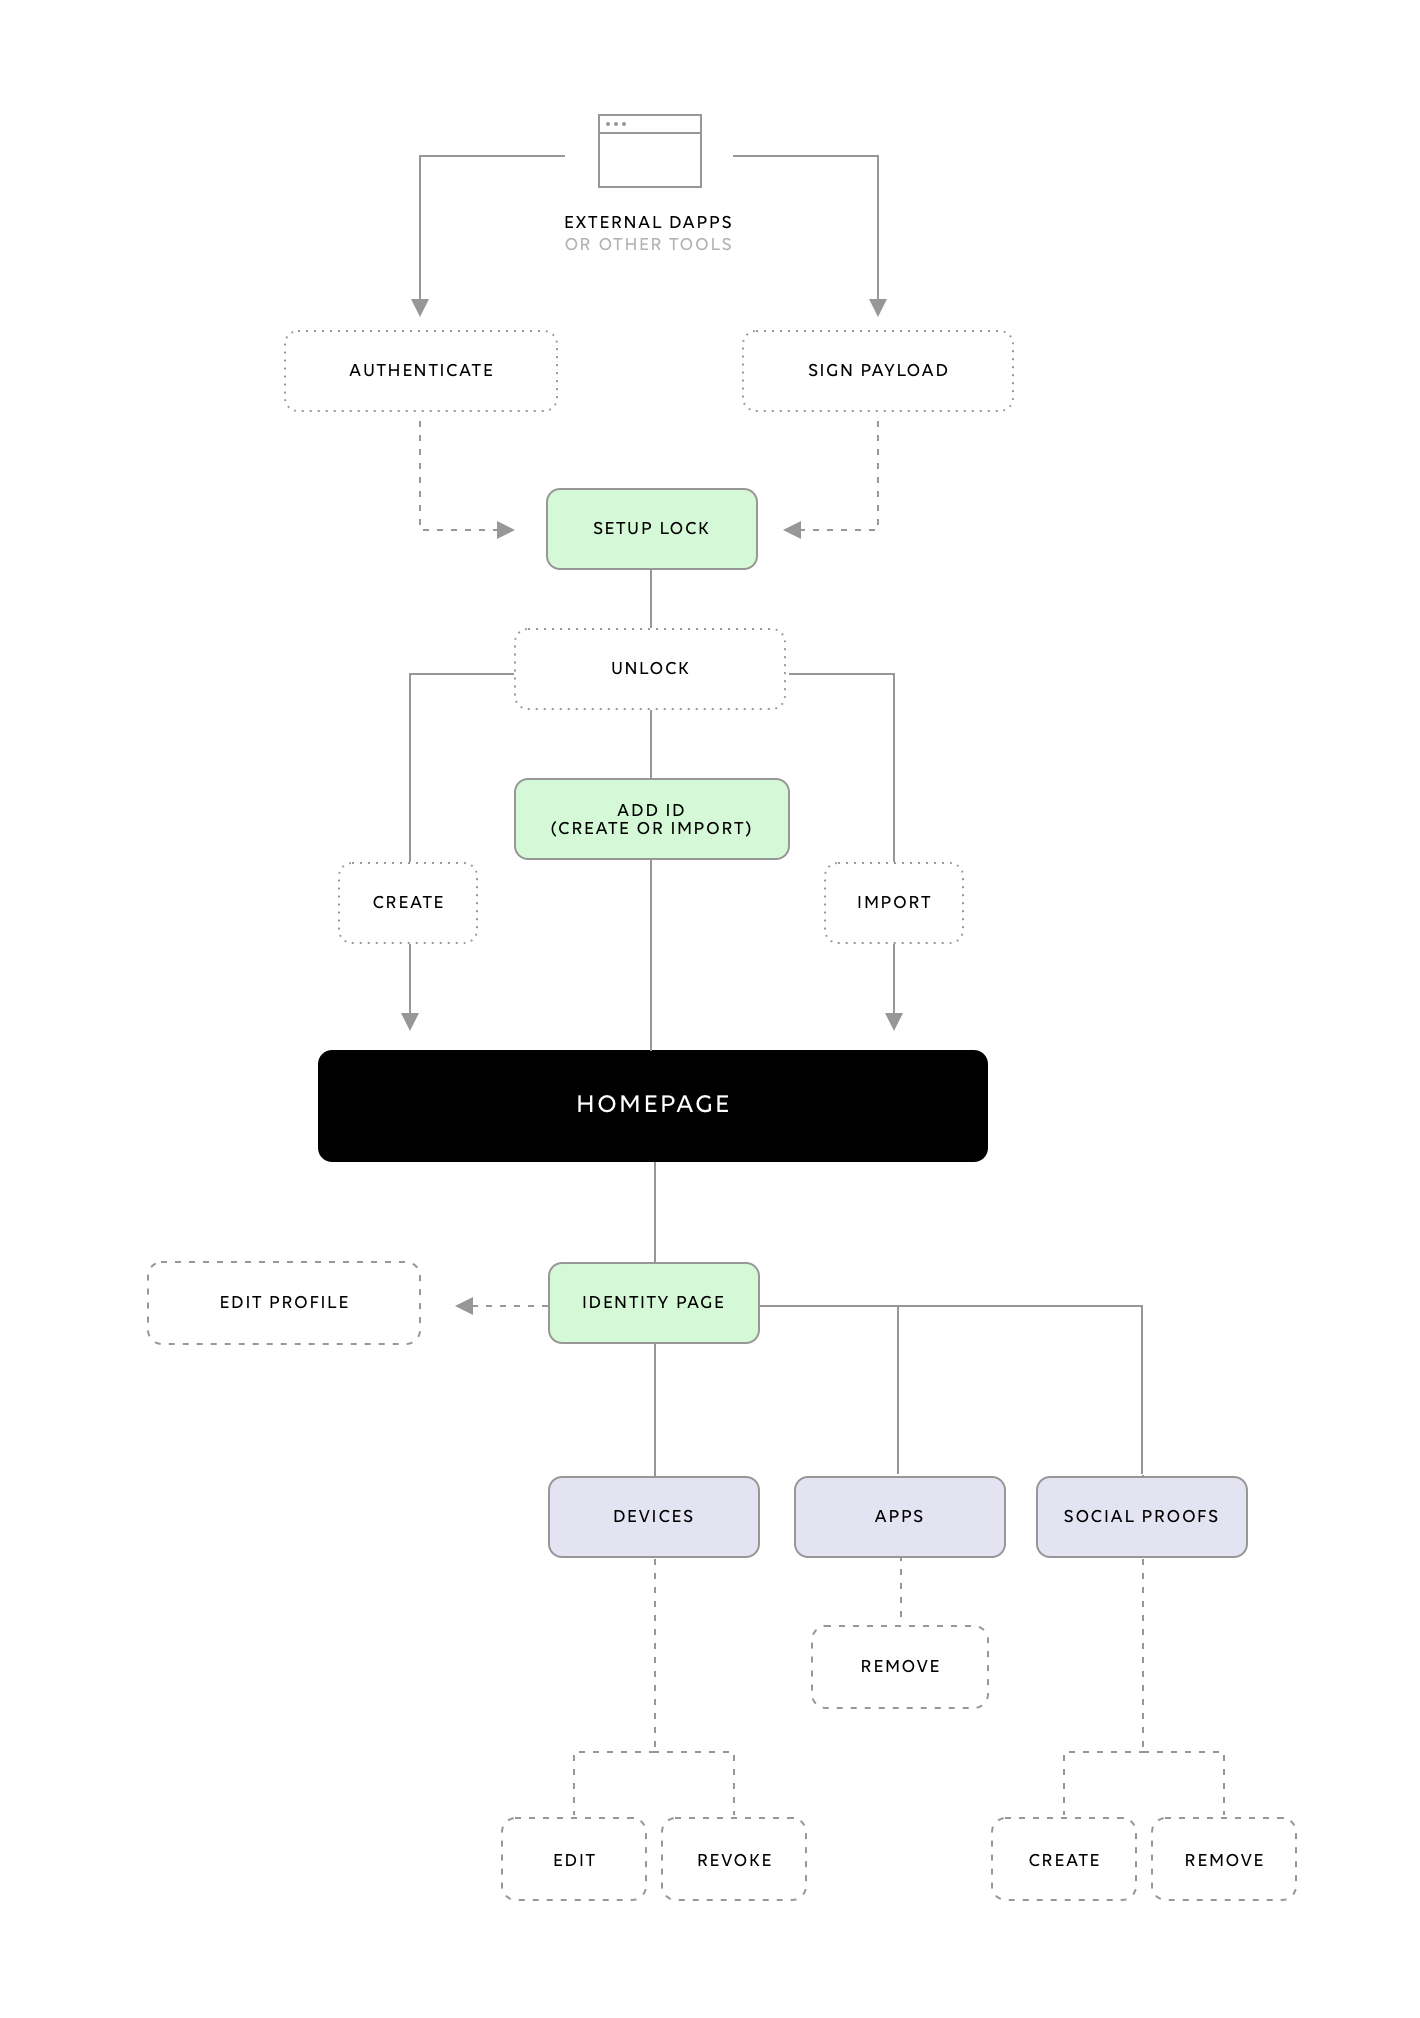 EXTERNAL DAPPS
OR OTHER TOOLS
AUTHENTICATE
SIGN PAYLOAD
SETUP LOCK
UNLOCK
ADD ID
(CREATE OR IMPORT)
CREATE
IMPORT
HOMEPAGE
EDIT PROFILE
IDENTITY PAGE
DEVICES
APPS
SOCIAL PROOFS
REMOVE
EDIT
REVOKE
CREATE
REMOVE